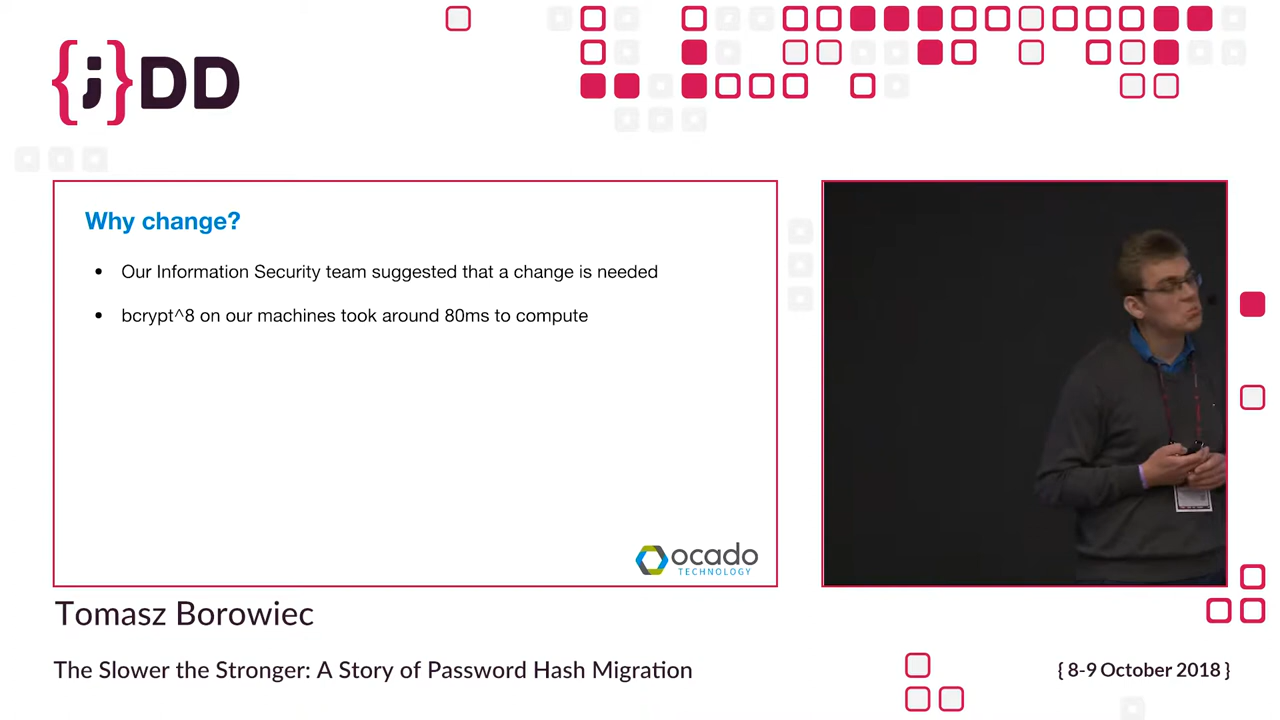 {;}DD
Why change?
• Our Information Security team suggested that a change is needed
• bcrypt^8 on our machines took around 80ms to compute
ocado
TECHNOLOGY
Tomasz Borowiec
The Slower the Stronger: A Story of Password Hash Migration
{ 8-9 October 2018 }